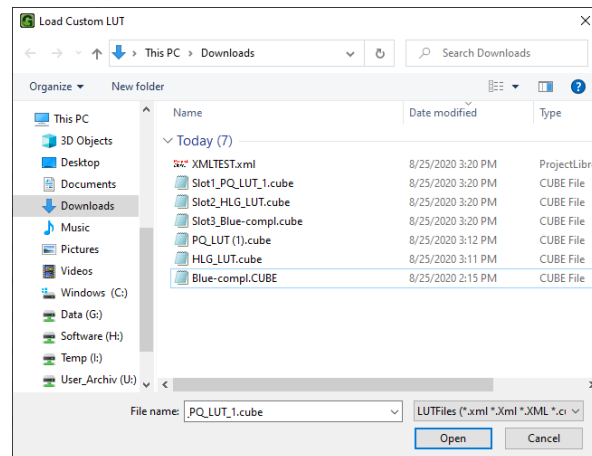 Load Custom LUT
This PC > Downloads
Search Downloads
Organize
New folder
Name
Date modified
Type
Today (7)
XMLTEST.xml 8/25/2020 3:20 PM ProjectLibr
Slot1_PQ_LUT_1.cube 8/25/2020 3:20 PM CUBE File
Slot2_HLG_LUT.cube 8/25/2020 3:20 PM CUBE File
Slot3_Blue-compl.cube 8/25/2020 3:20 PM CUBE File
PQ_LUT (1).cube 8/25/2020 3:12 PM CUBE File
HLG_LUT.cube 8/25/2020 3:11 PM CUBE File
Blue-compl.CUBE 8/25/2020 2:15 PM CUBE File
This PC
3D Objects
Desktop
Documents
Downloads
Music
Pictures
Videos
Windows (C:)
Data (G:)
Software (H:)
Temp (I:)
User_Archiv (U:)
File name: _PQ_LUT_1.cube
LUTFiles (*.xml *.Xml *.XML *.cu
Open
Cancel